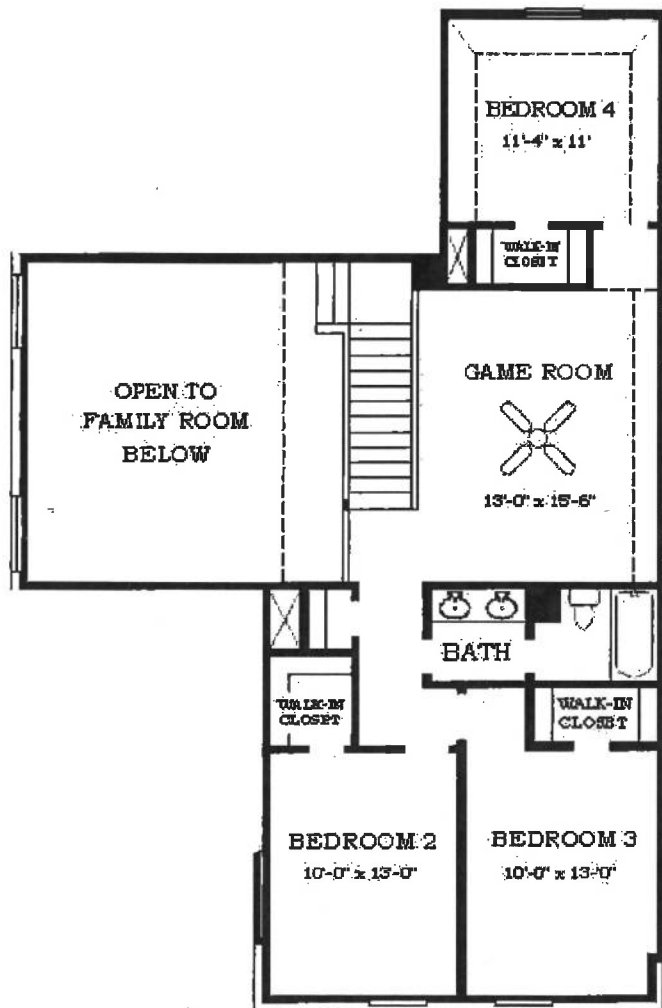 BEDROOM 4
11'-4" x 11'
WALK-IN
CLOSET
GAME ROOM
13'-0" x 15'-6"
OPEN TO
FAMILY ROOM
BELOW
BATH
WALK-IN
CLOSET
WALK-IN
CLOSET
BEDROOM 2
10'-0" x 13'-0"
BEDROOM 3
10'-0" x 13'-0"